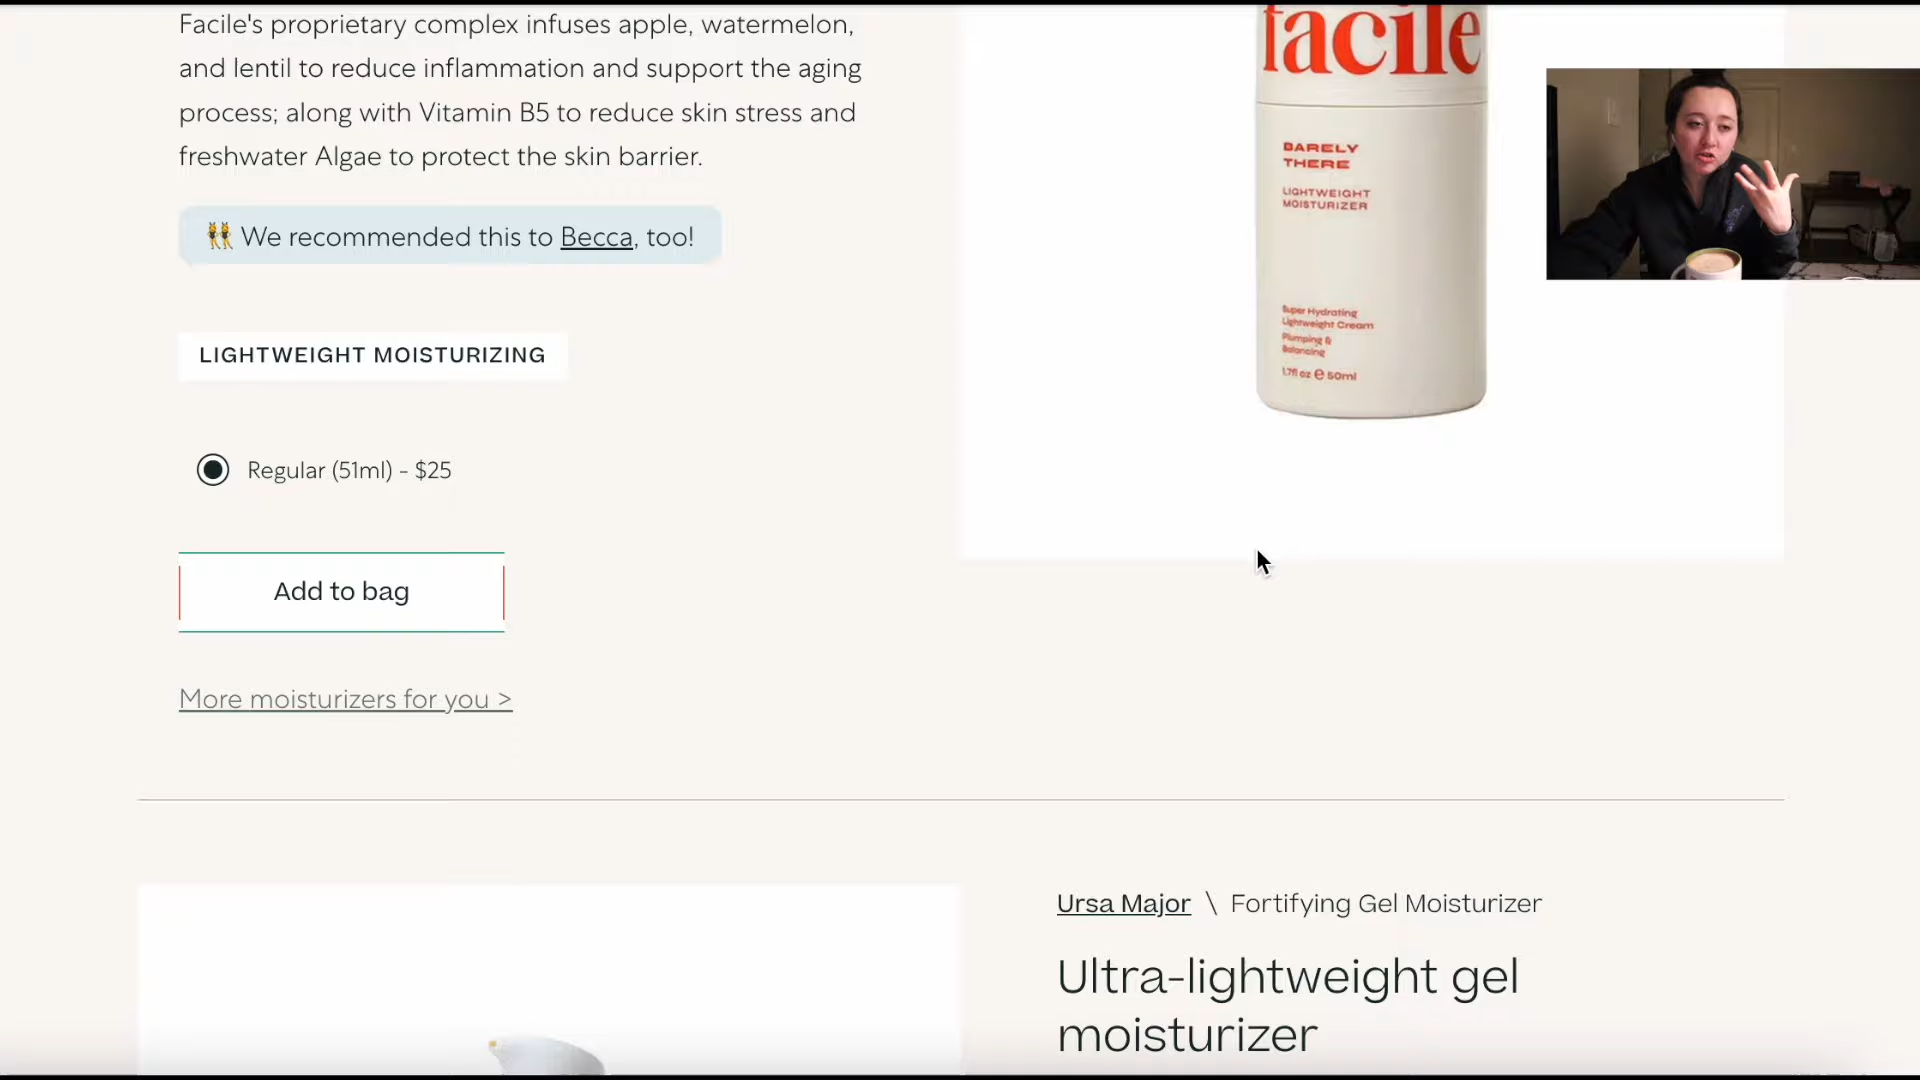 Facile's proprietary complex infuses apple, watermelon,
and lentil to reduce inflammation and support the aging
process; along with Vitamin B5 to reduce skin stress and
freshwater Algae to protect the skin barrier.
We recommended this to Becca, too!
LIGHTWEIGHT MOISTURIZING
Regular (51ml) - $25
Add to bag
More moisturizers for you >
facile
BARELY
THERE
LIGHTWEIGHT
MOISTURIZER
Super Hydrating
Lightweight Cream
Plumping &
Balancing
1.7fl oz e 50ml
Ursa Major \ Fortifying Gel Moisturizer
Ultra-lightweight gel
moisturizer